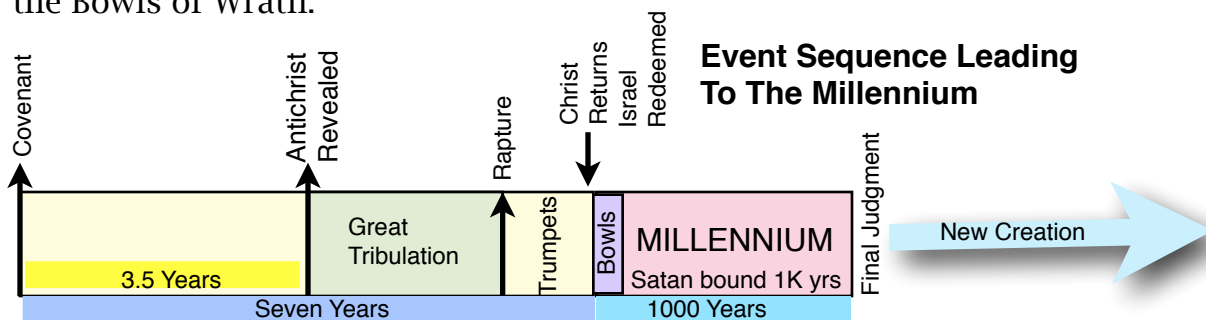 the Bowls of Wrath.
Event Sequence Leading
To The Millennium
Covenant
Antichrist
Revealed
Rapture
Christ
Returns
Israel
Redeemed
Great
Tribulation
Trumpets
Bowls
MILLENNIUM
Satan bound 1K yrs
Final Judgment
New Creation
3.5 Years
Seven Years
1000 Years